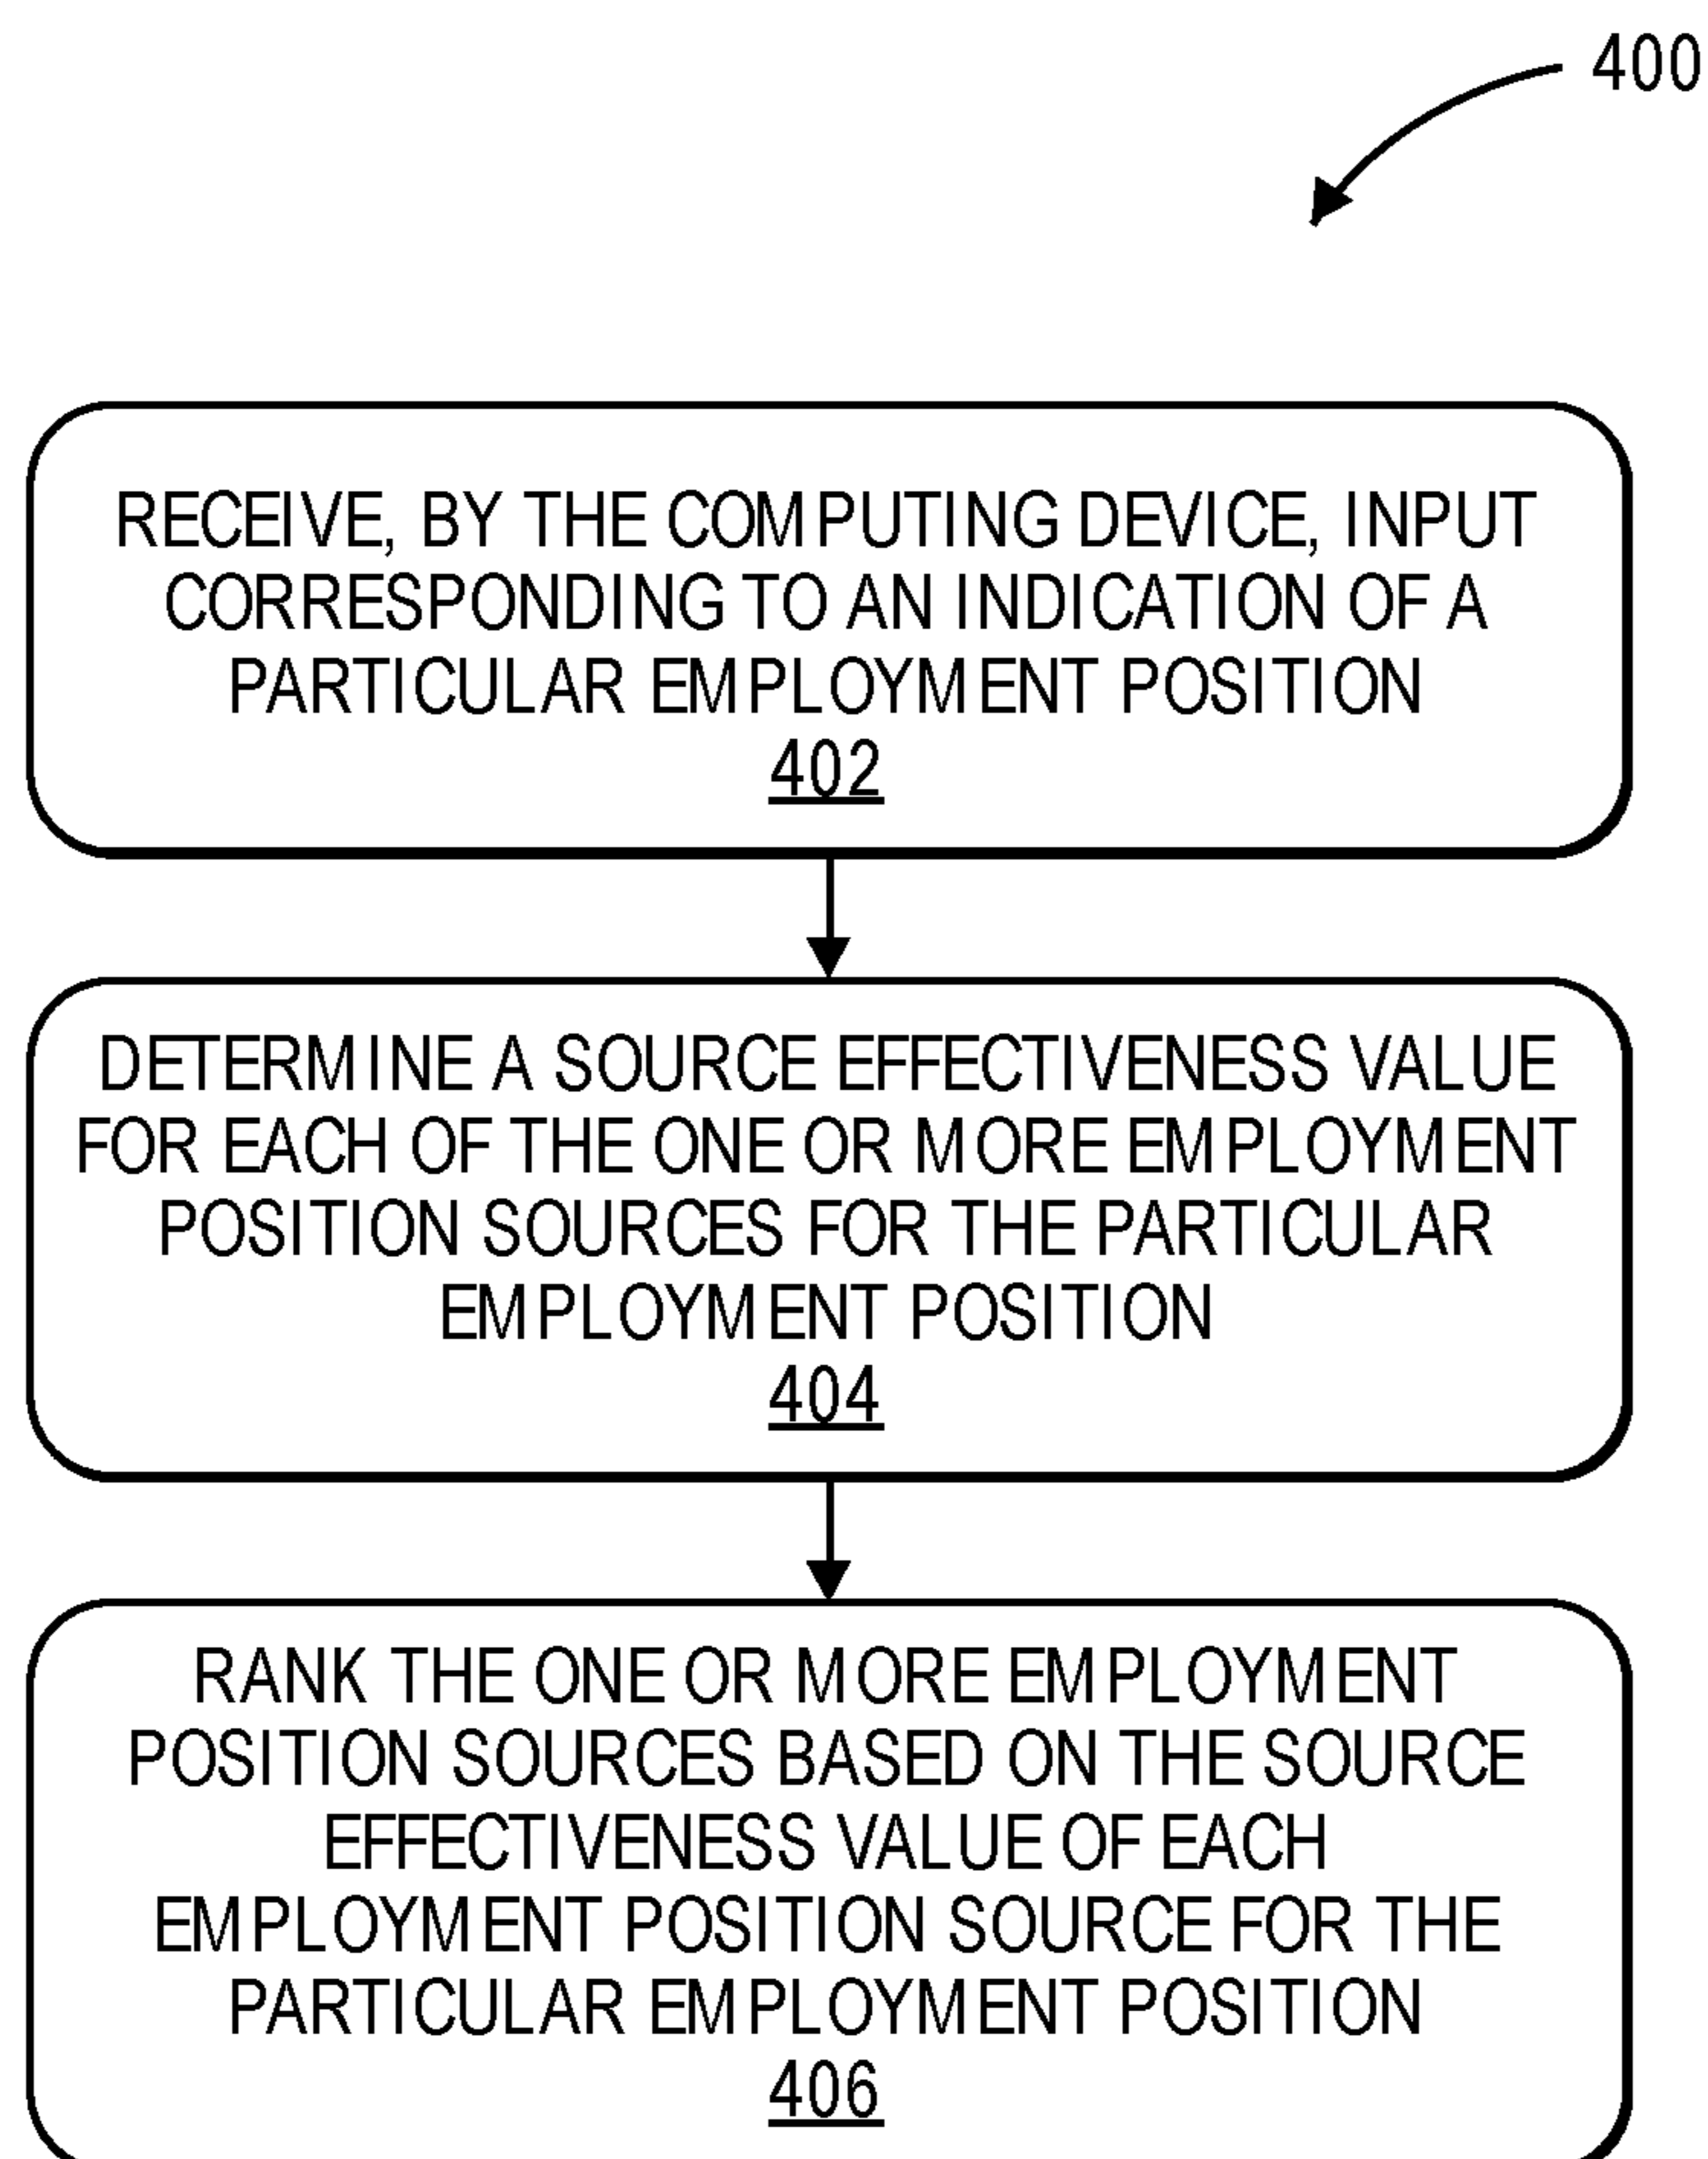 400
RECEIVE, BY THE COMPUTING DEVICE, INPUT
CORRESPONDING TO AN INDICATION OF A
PARTICULAR EMPLOYMENT POSITION
402
DETERMINE A SOURCE EFFECTIVENESS VALUE
FOR EACH OF THE ONE OR MORE EMPLOYMENT
POSITION SOURCES FOR THE PARTICULAR
EMPLOYMENT POSITION
404
RANK THE ONE OR MORE EMPLOYMENT
POSITION SOURCES BASED ON THE SOURCE
EFFECTIVENESS VALUE OF EACH
EMPLOYMENT POSITION SOURCE FOR THE
PARTICULAR EMPLOYMENT POSITION
406